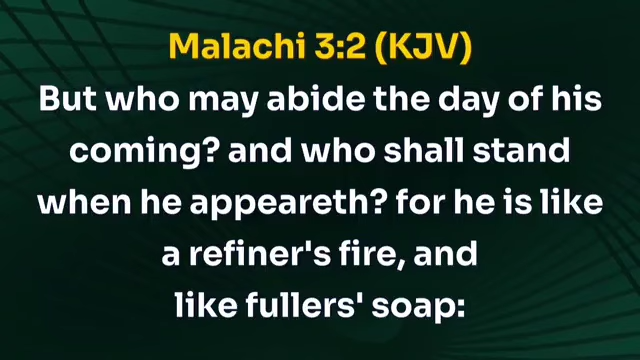 Malachi 3:2 (KJV)
But who may abide the day of his
coming? and who shall stand
when he appeareth? for he is like
a refiner's fire, and
like fullers' soap: